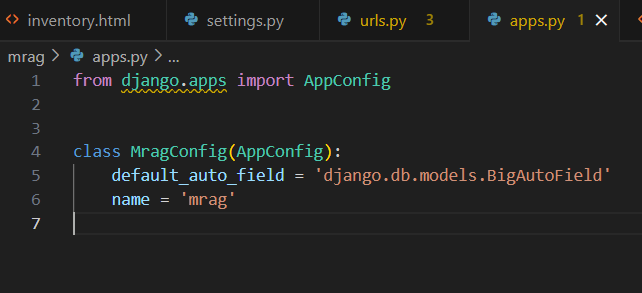 inventory.html settings.py urls.py 3 apps.py 1 ×
mrag > apps.py > ...
1 from django.apps import AppConfig
2
3
4 class MragConfig(AppConfig):
5     default_auto_field = 'django.db.models.BigAutoField'
6     name = 'mrag'
7